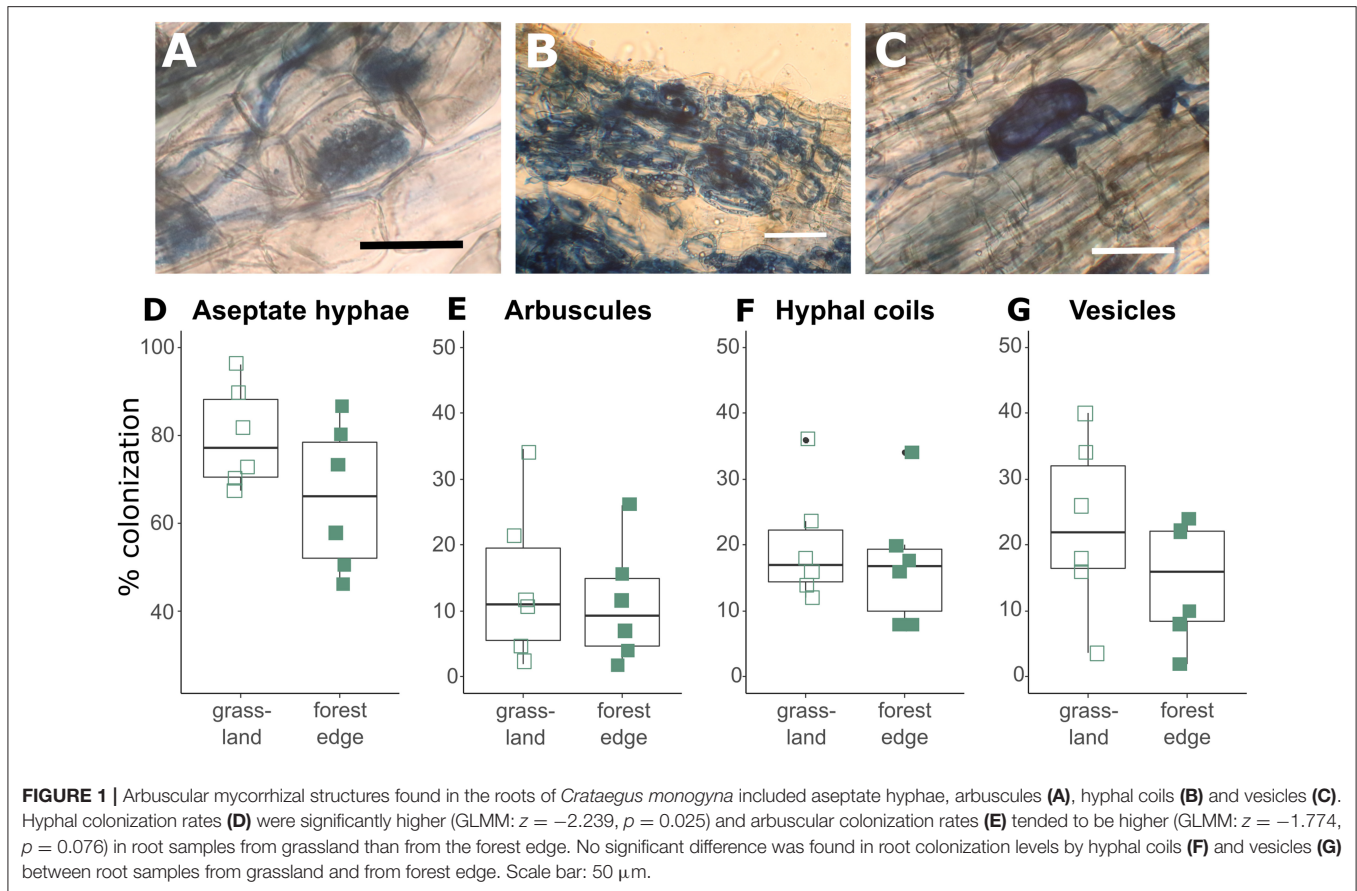 A B C
D Aseptate hyphae E Arbuscules F Hyphal coils G Vesicles
% colonization
100
80
60
40
grass-
land
forest
edge
50
40
30
20
10
0
grass-
land
forest
edge
50
40
30
20
10
0
grass-
land
forest
edge
50
40
30
20
10
0
grass-
land
forest
edge
FIGURE 1 | Arbuscular mycorrhizal structures found in the roots of Crataegus monogyna included aseptate hyphae, arbuscules (A), hyphal coils (B) and vesicles (C).
Hyphal colonization rates (D) were significantly higher (GLMM: z = −2.239, p = 0.025) and arbuscular colonization rates (E) tended to be higher (GLMM: z = −1.774,
p = 0.076) in root samples from grassland than from the forest edge. No significant difference was found in root colonization levels by hyphal coils (F) and vesicles (G)
between root samples from grassland and from forest edge. Scale bar: 50 μm.